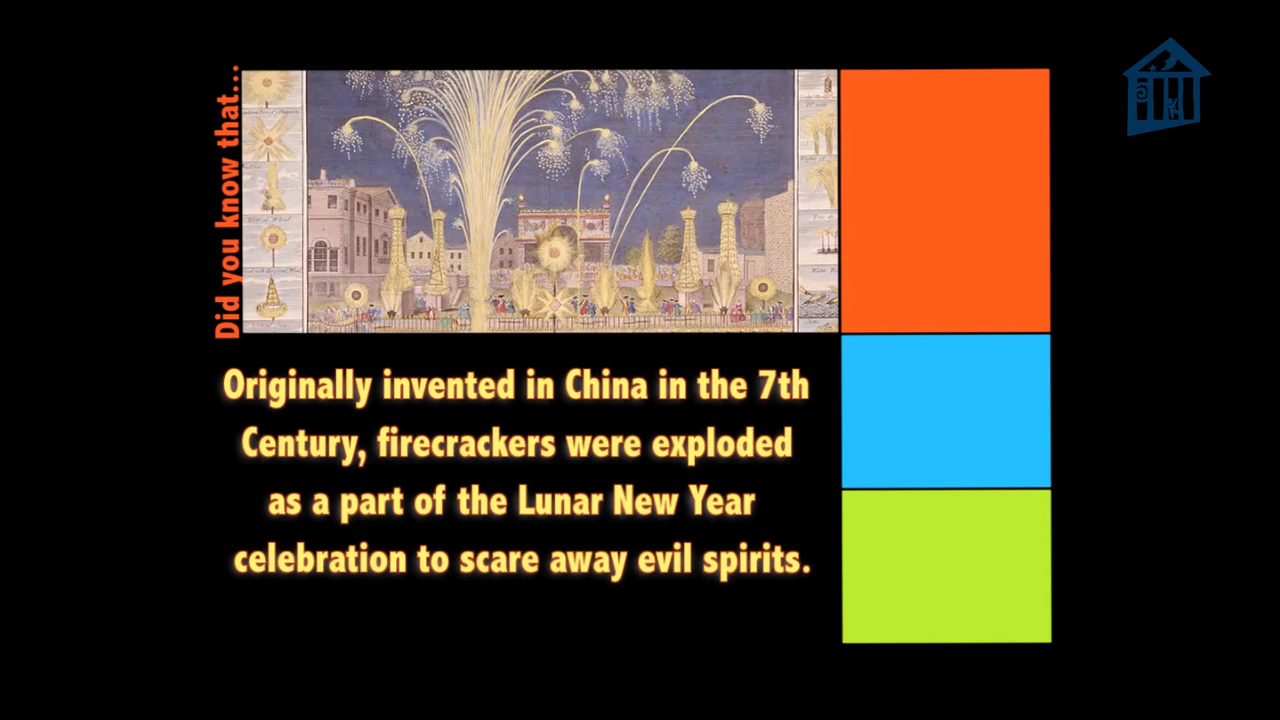 Did you know that...
Originally invented in China in the 7th
Century, firecrackers were exploded
as a part of the Lunar New Year
celebration to scare away evil spirits.